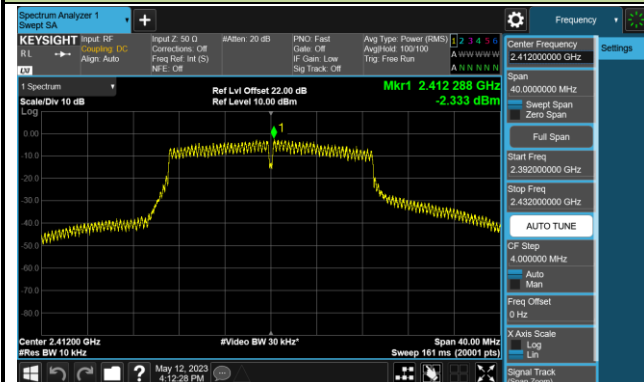 Spectrum Analyzer 1
Swept SA
+
Frequency
KEYSIGHT
RL
Input: RF
Coupling: DC
Align: Auto
Input Z: 50 Ω
Corrections: Off
Freq Ref: Int (S)
NFE: Off
#Atten: 20 dB
PNO: Fast
Gate: Off
IF Gain: Low
Sig Track: Off
Avg Type: Power (RMS)
Avg|Hold: 100/100
Trig: Free Run
1 2 3 4 5 6
A W W W W W
A N N N N N
LXI
1 Spectrum
Scale/Div 10 dB
Log
Ref Lvl Offset 22.00 dB
Ref Level 10.00 dBm
Mkr1 2.412 288 GHz
-2.333 dBm
1
0.00
-10.0
-20.0
-30.0
-40.0
-50.0
-60.0
-70.0
-80.0
Center 2.41200 GHz
#Res BW 10 kHz
#Video BW 30 kHz*
Span 40.00 MHz
Sweep 161 ms (20001 pts)
Center Frequency
2.412000000 GHz
Settings
Span
40.0000000 MHz
Swept Span
Zero Span
Full Span
Start Freq
2.392000000 GHz
Stop Freq
2.432000000 GHz
AUTO TUNE
CF Step
4.000000 MHz
Auto
Man
Freq Offset
0 Hz
X Axis Scale
Log
Lin
Signal Track
(Span Zoom)
?
May 12, 2023
4:12:28 PM